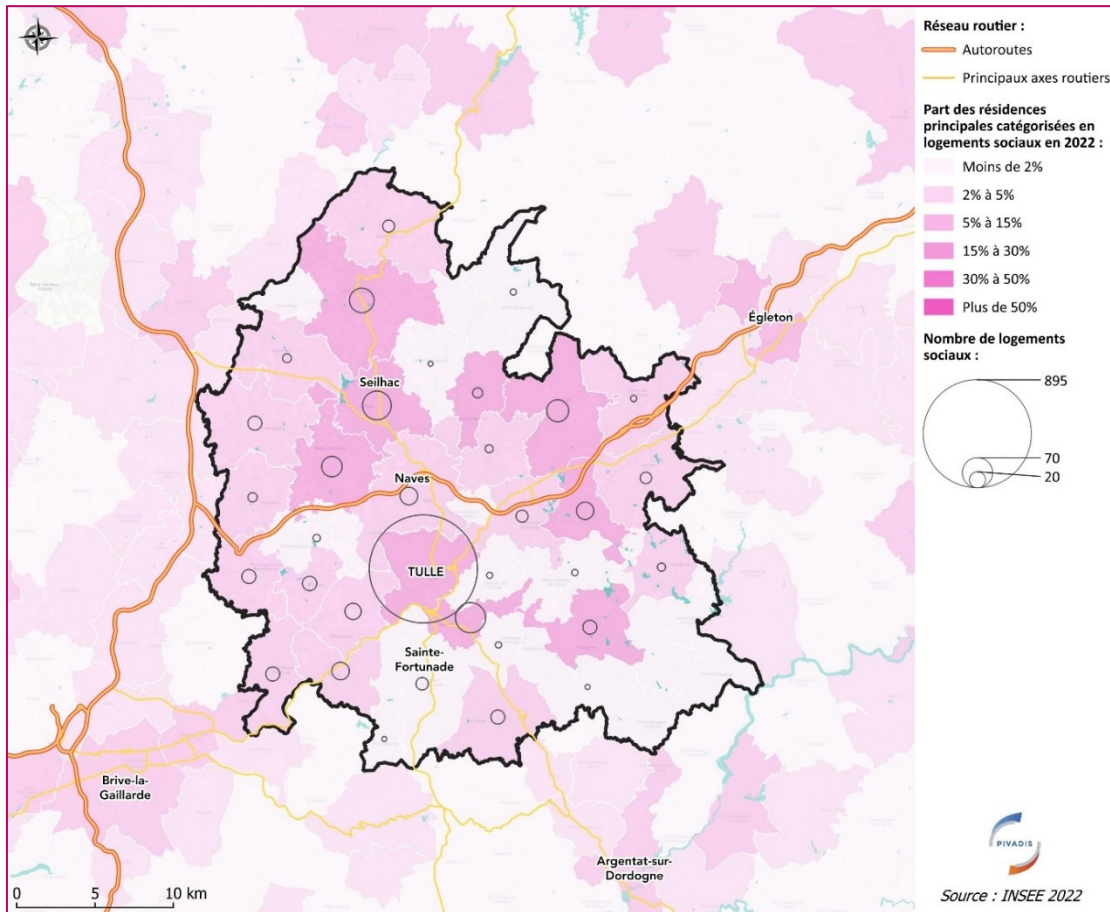 Réseau routier :
Autoroutes
Principaux axes routiers
Part des résidences
principales catégorisées en
logements sociaux en 2022 :
Moins de 2%
2% à 5%
5% à 15%
15% à 30%
30% à 50%
Plus de 50%
Nombre de logements
sociaux :
895
70
20
Égleton
Seilhac
Naves
TULLE
Sainte-
Fortunade
Brive-la-
Gaillarde
Argentat-sur-
Dordogne
0 5 10 km
PIVADIS
Source : INSEE 2022